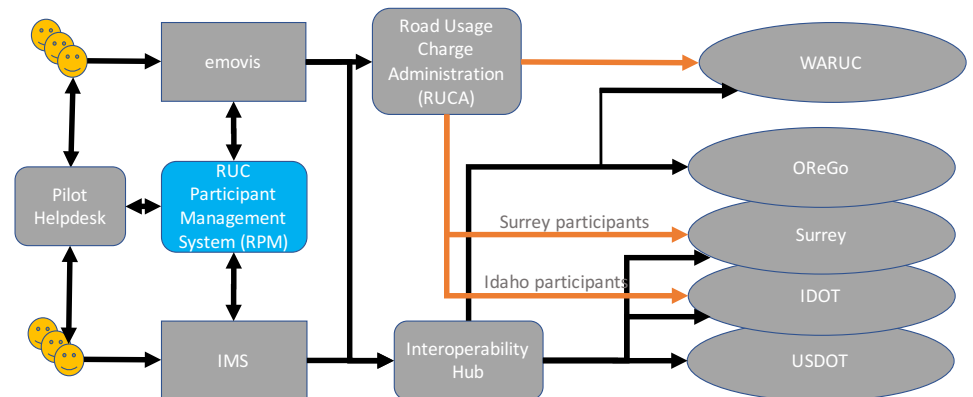 emovis
Road Usage
Charge
Administration
(RUCA)
WARUC
Pilot
Helpdesk
RUC
Participant
Management
System (RPM)
OReGo
Surrey participants
Surrey
Idaho participants
IDOT
IMS
Interoperability
Hub
USDOT